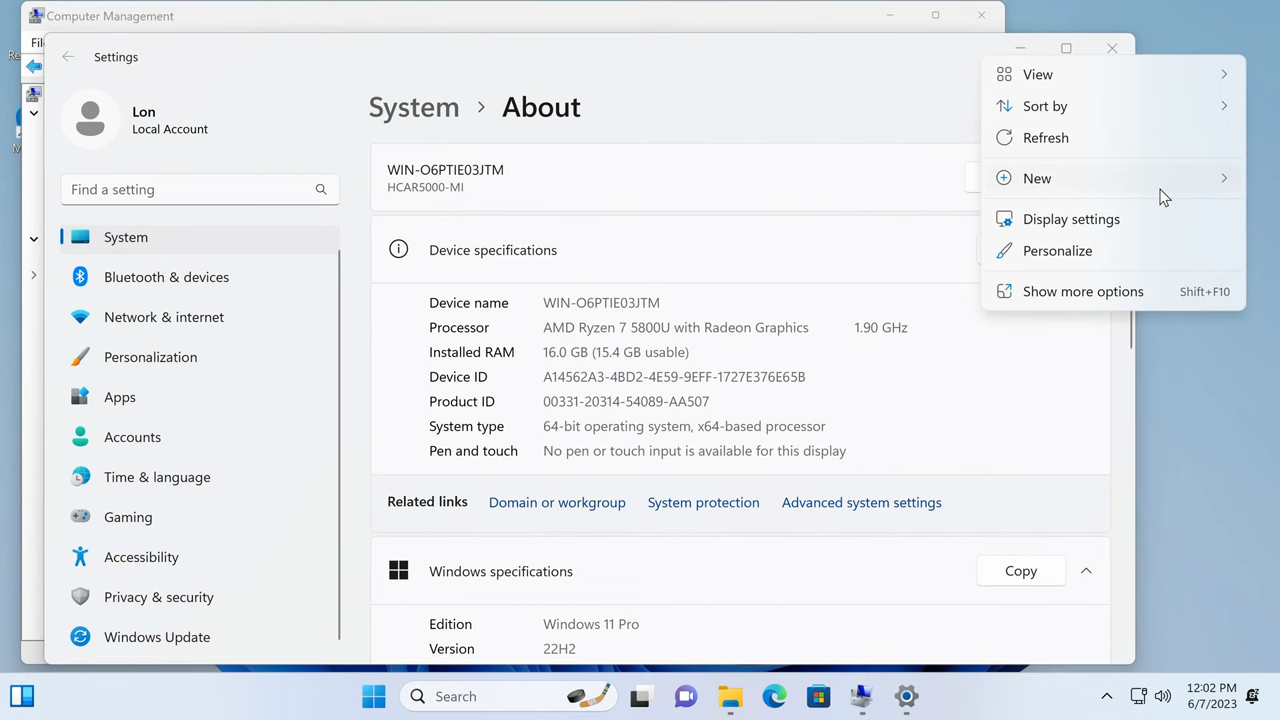 Computer Management
Fil
Re
Settings
Lon
Local Account
Find a setting
System
Bluetooth & devices
Network & internet
Personalization
Apps
Accounts
Time & language
Gaming
Accessibility
Privacy & security
Windows Update
System > About
WIN-O6PTIE03JTM
HCAR5000-MI
Device specifications
Device name WIN-O6PTIE03JTM
Processor AMD Ryzen 7 5800U with Radeon Graphics 1.90 GHz
Installed RAM 16.0 GB (15.4 GB usable)
Device ID A14562A3-4BD2-4E59-9EFF-1727E376E65B
Product ID 00331-20314-54089-AA507
System type 64-bit operating system, x64-based processor
Pen and touch No pen or touch input is available for this display
Related links Domain or workgroup System protection Advanced system settings
Windows specifications Copy
Edition Windows 11 Pro
Version 22H2
View
Sort by
Refresh
New
Display settings
Personalize
Show more options Shift+F10
Search
12:02 PM
6/7/2023